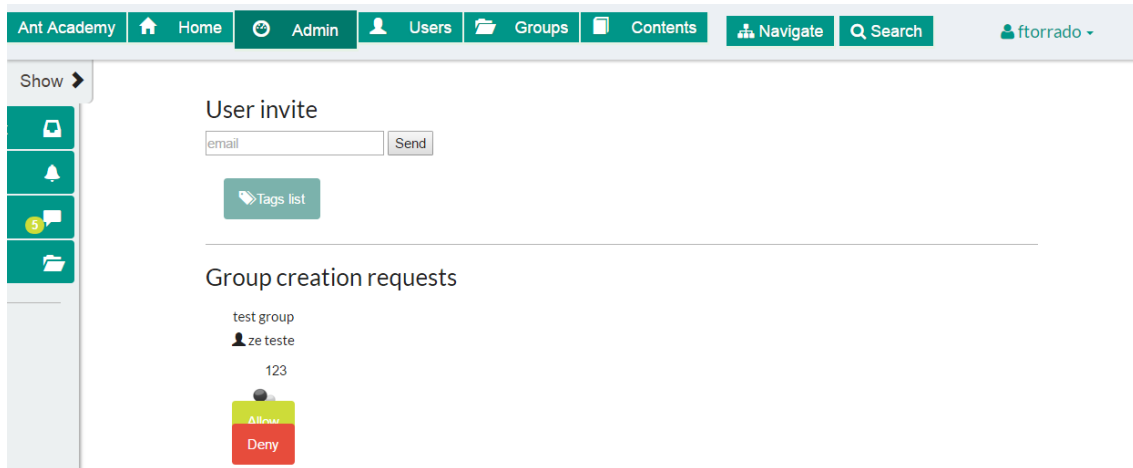 Ant Academy Home Admin Users Groups Contents Navigate Search ftorrado
Show
User invite
email Send
Tags list
5
Group creation requests
test group
ze teste
123
Allow
Deny